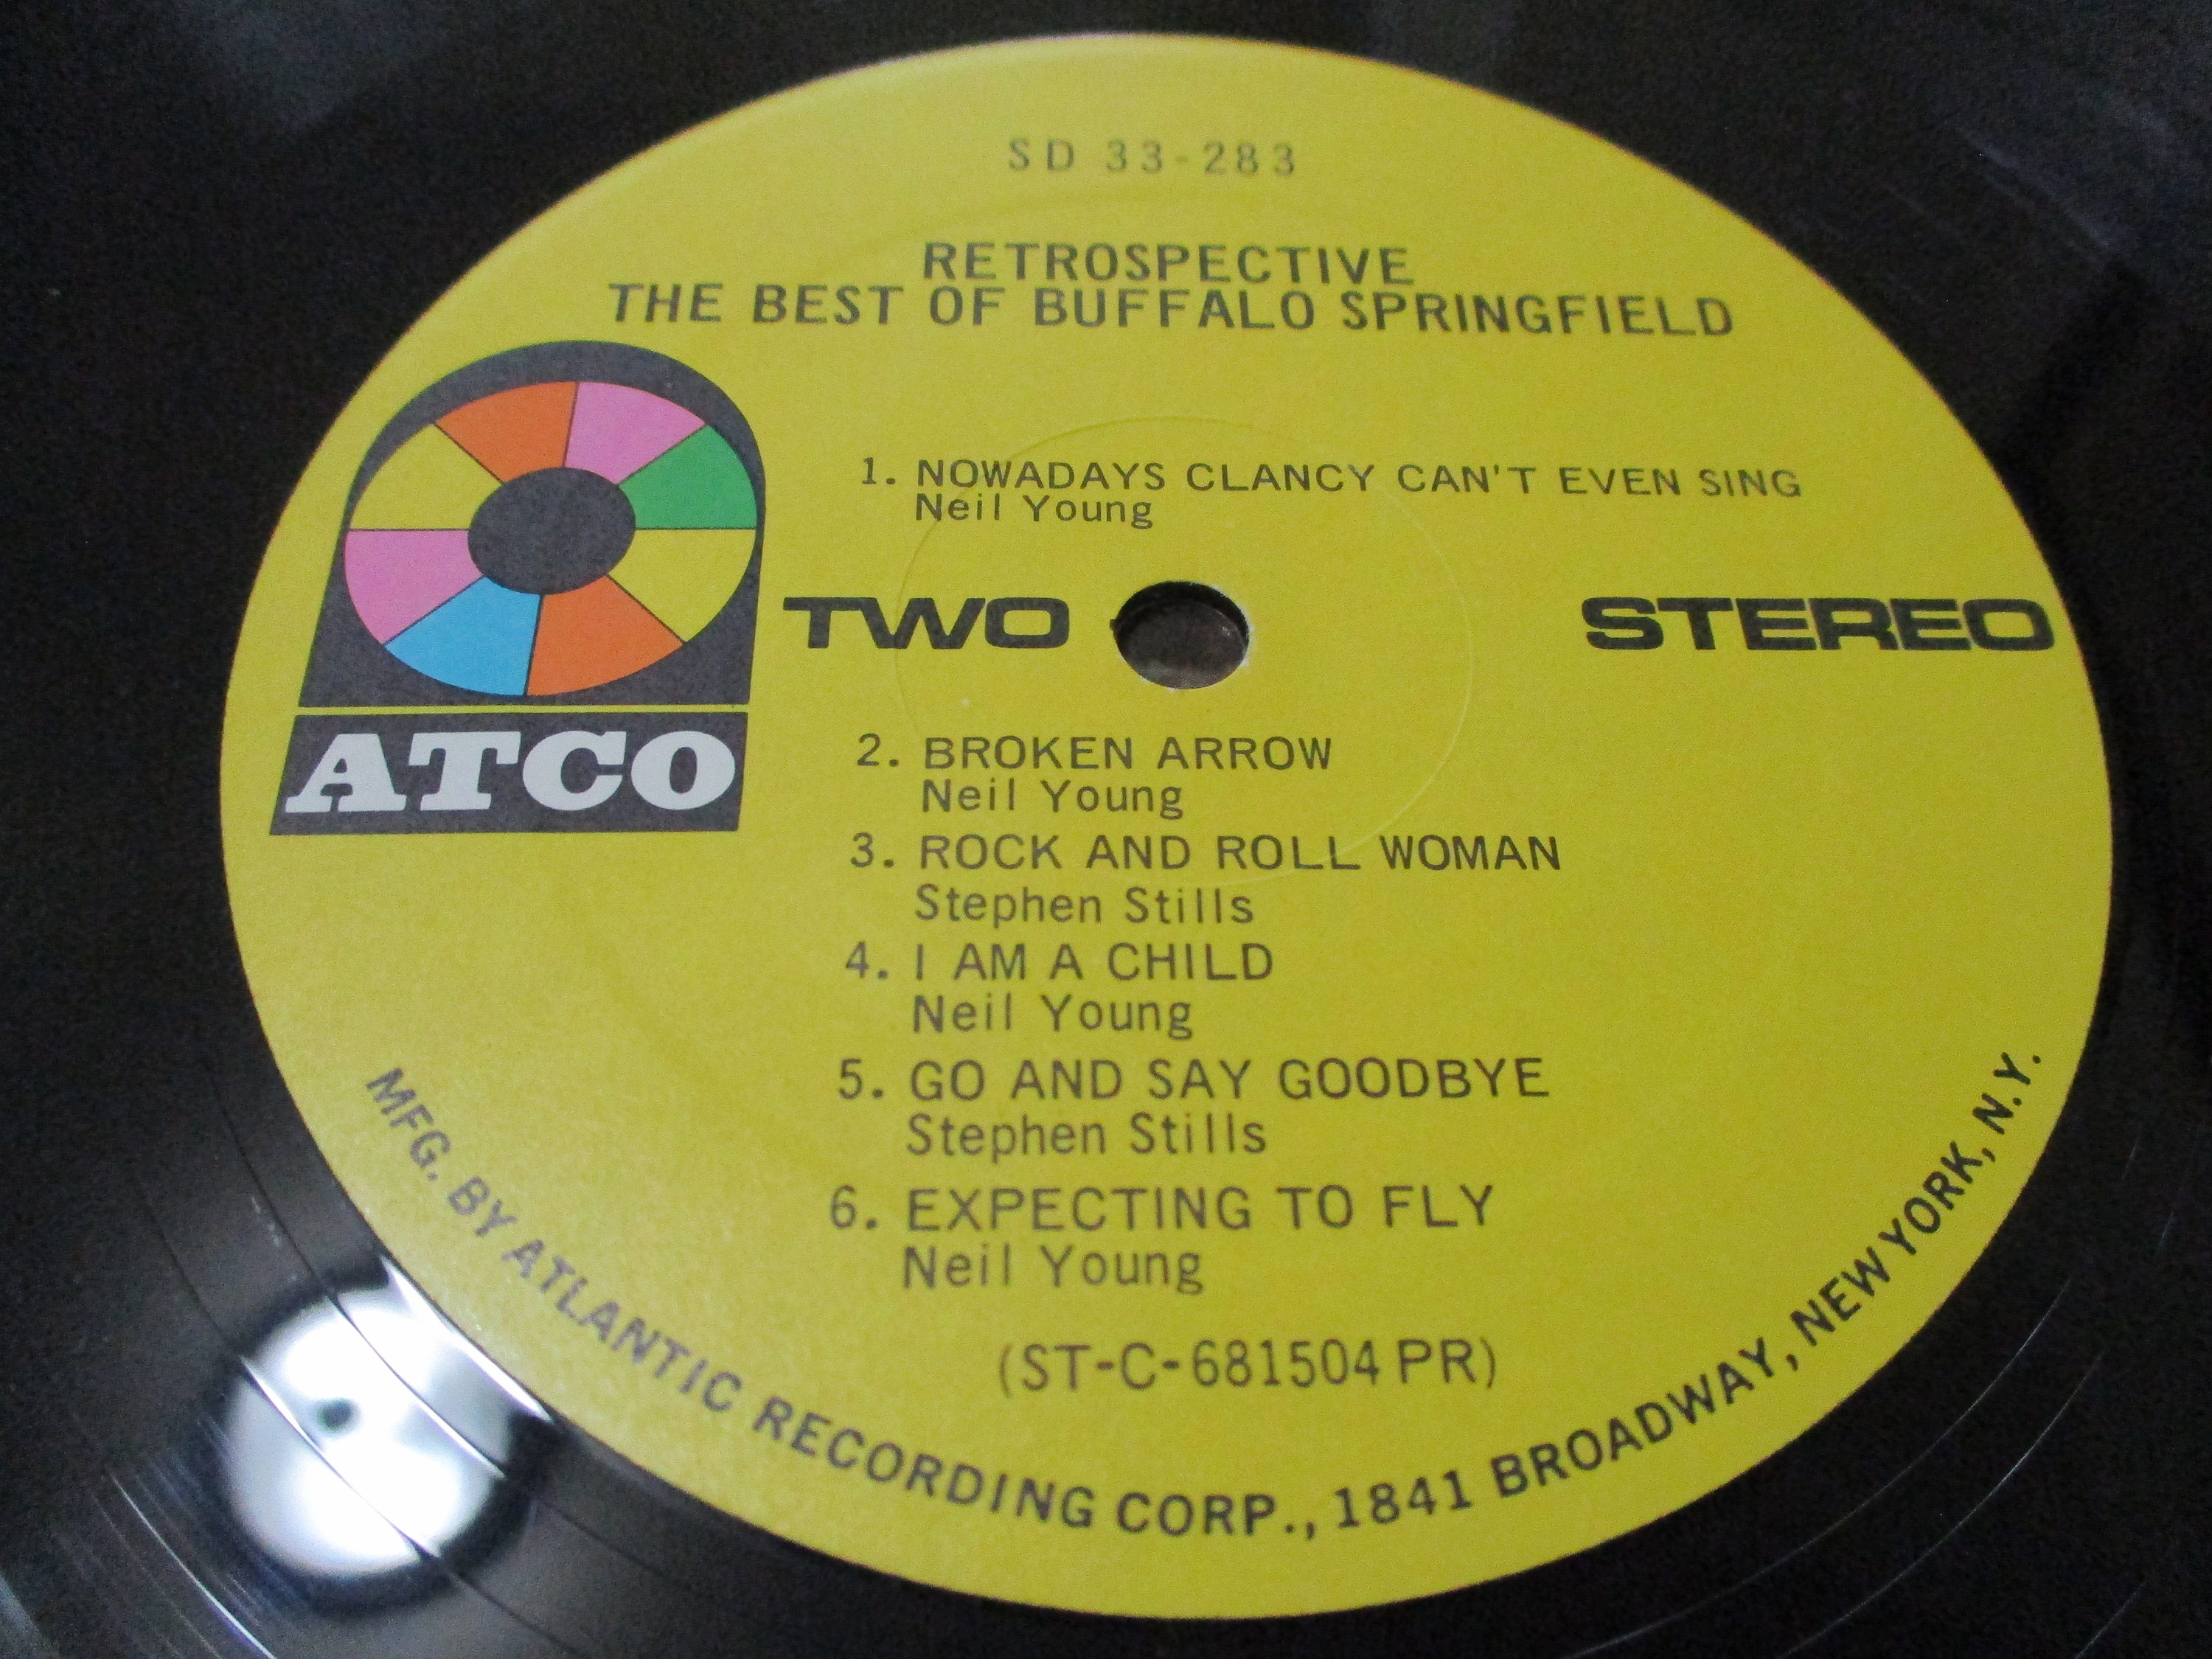 SD 33-283
RETROSPECTIVE
THE BEST OF BUFFALO SPRINGFIELD
1. NOWADAYS CLANCY CAN'T EVEN SING
Neil Young
TWO
STEREO
ATCO
2. BROKEN ARROW
Neil Young
3. ROCK AND ROLL WOMAN
Stephen Stills
4. I AM A CHILD
Neil Young
5. GO AND SAY GOODBYE
Stephen Stills
6. EXPECTING TO FLY
Neil Young
(ST-C-681504 PR)
MFG. BY ATLANTIC RECORDING CORP., 1841 BROADWAY, NEW YORK, N.Y.